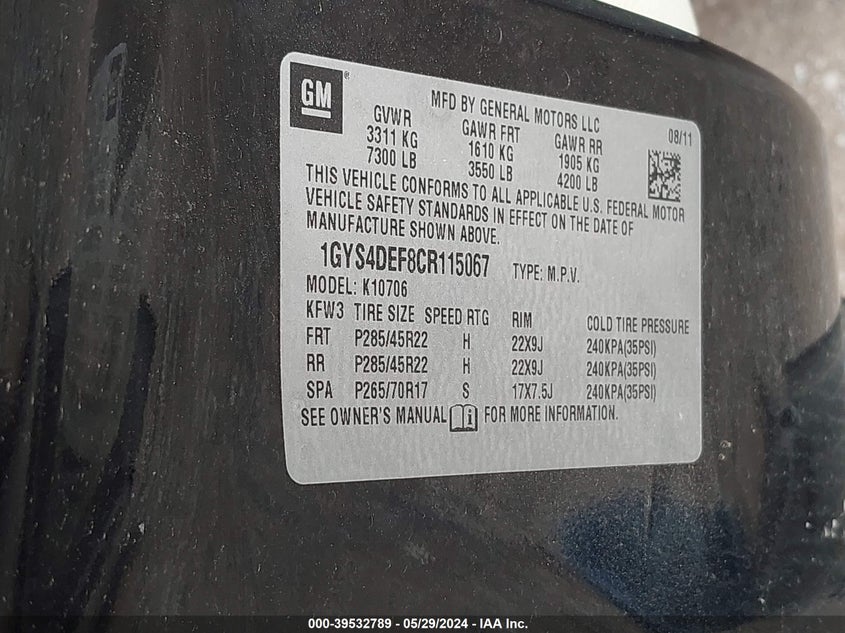 GM®
MFD BY GENERAL MOTORS LLC
08/11
GVWR GAWR FRT GAWR RR
3311 KG 1610 KG 1905 KG
7300 LB 3550 LB 4200 LB
THIS VEHICLE CONFORMS TO ALL APPLICABLE U.S. FEDERAL MOTOR
VEHICLE SAFETY STANDARDS IN EFFECT ON THE DATE OF
MANUFACTURE SHOWN ABOVE.
1GYS4DEF8CR115067 TYPE: M.P.V.
MODEL: K10706
KFW3 TIRE SIZE SPEED RTG RIM COLD TIRE PRESSURE
FRT P285/45R22 H 22X9J 240KPA(35PSI)
RR P285/45R22 H 22X9J 240KPA(35PSI)
SPA P265/70R17 S 17X7.5J 240KPA(35PSI)
SEE OWNER'S MANUAL FOR MORE INFORMATION.
000-39532789 - 05/29/2024 - IAA Inc.